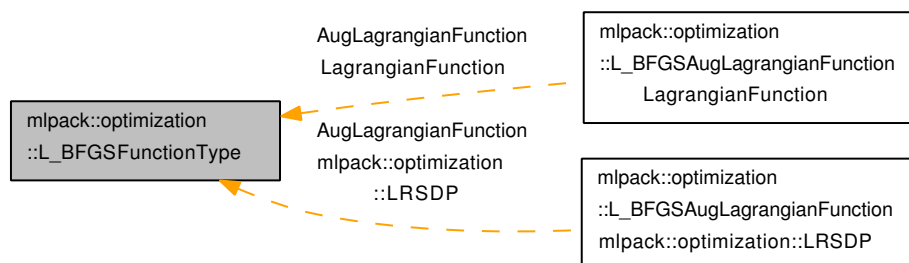 mlpack::optimization
::L_BFGSFunctionType
AugLagrangianFunction
LagrangianFunction
AugLagrangianFunction
mlpack::optimization
::LRSDP
mlpack::optimization
::L_BFGSAugLagrangianFunction
LagrangianFunction
mlpack::optimization
::L_BFGSAugLagrangianFunction
mlpack::optimization::LRSDP